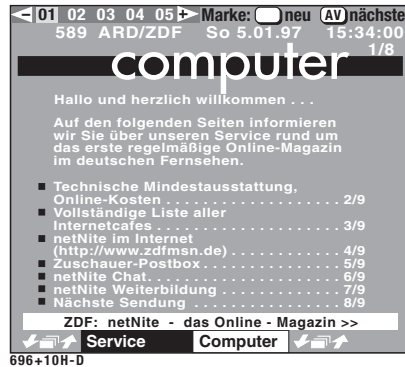 01 02 03 04 05 + Marke: neu AV nächste
589 ARD/ZDF So 5.01.97 15:34:00
1/8
computer
Hallo und herzlich willkommen . . .
Auf den folgenden Seiten informieren
wir Sie über unseren Service rund um
das erste regelmäßige Online-Magazin
im deutschen Fernsehen.
Technische Mindestausstattung,
Online-Kosten . . . . . . . . . . . . . . . . . 2/9
Vollständige Liste aller
Internetcafes . . . . . . . . . . . . . . . . . . 3/9
netNite im Internet
(http://www.zdfmsn.de) . . . . . . . . . . 4/9
Zuschauer-Postbox . . . . . . . . . . . . . 5/9
netNite Chat. . . . . . . . . . . . . . . . . . . 6/9
netNite Weiterbildung . . . . . . . . . . . 7/9
Nächste Sendung . . . . . . . . . . . . . . 8/9
ZDF: netNite - das Online - Magazin >>
Service Computer
696+10H-D